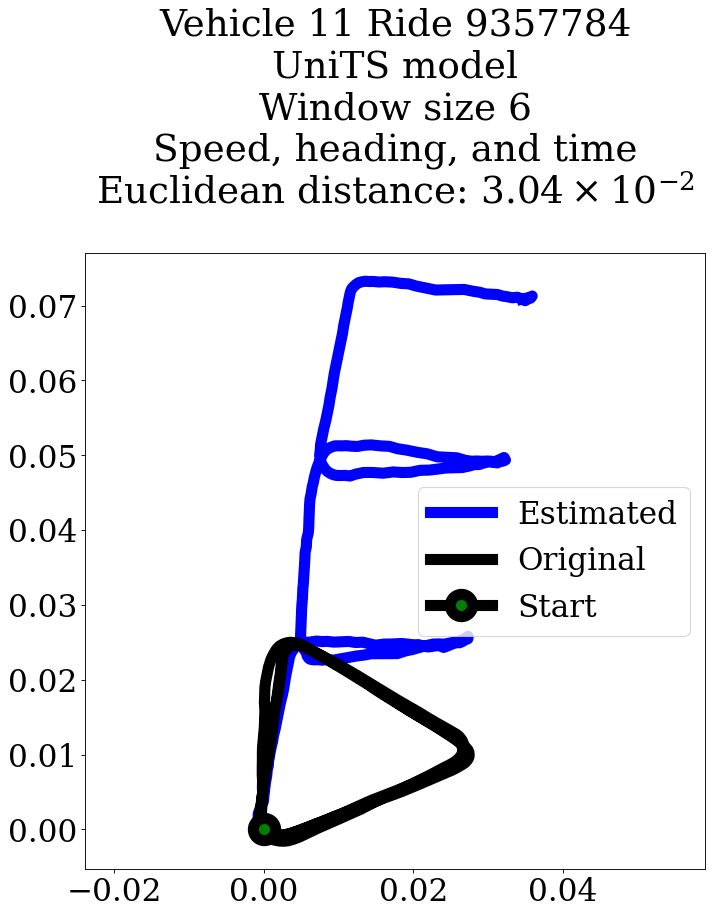 Vehicle 11 Ride 9357784
UniTS model
Window size 6
Speed, heading, and time
Euclidean distance: 3.04 × 10⁻²
0.07
0.06
0.05
0.04
0.03
0.02
0.01
0.00
Estimated
Original
Start
−0.02 0.00 0.02 0.04